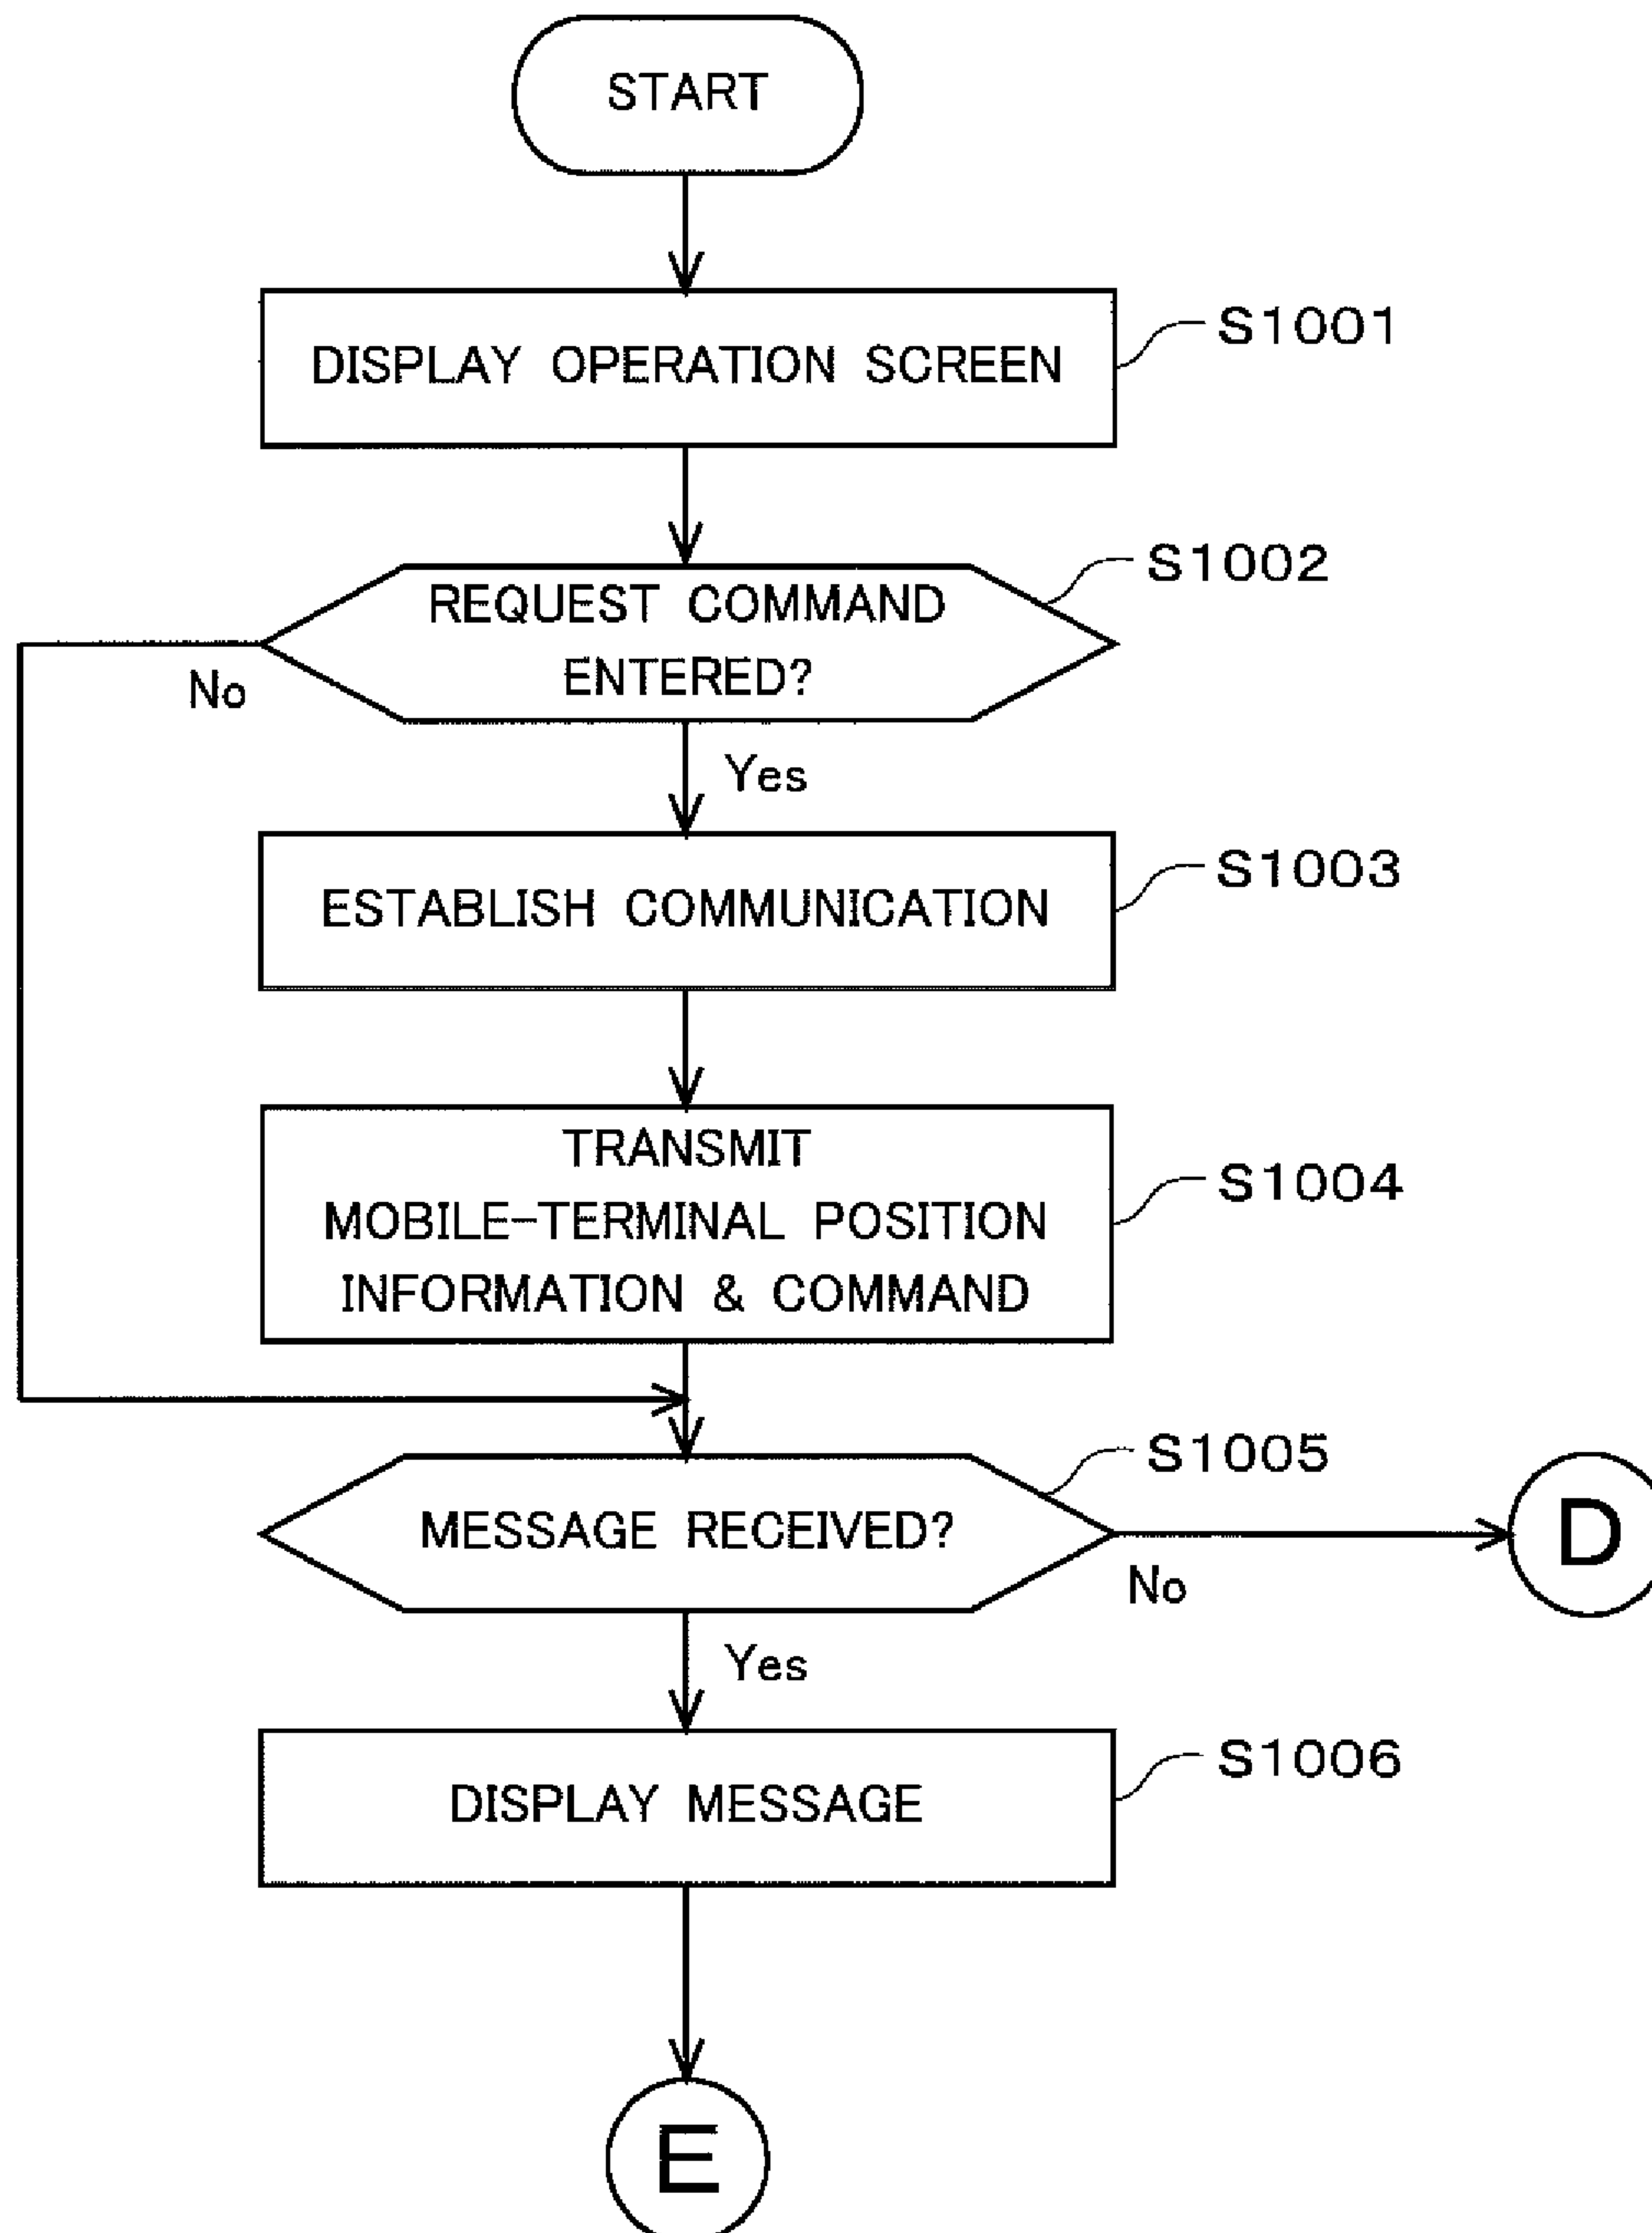 START
DISPLAY OPERATION SCREEN
S1001
S1002
REQUEST COMMAND
ENTERED?
No
Yes
S1003
ESTABLISH COMMUNICATION
TRANSMIT
MOBILE-TERMINAL POSITION
INFORMATION & COMMAND
S1004
S1005
MESSAGE RECEIVED?
D
No
Yes
S1006
DISPLAY MESSAGE
E